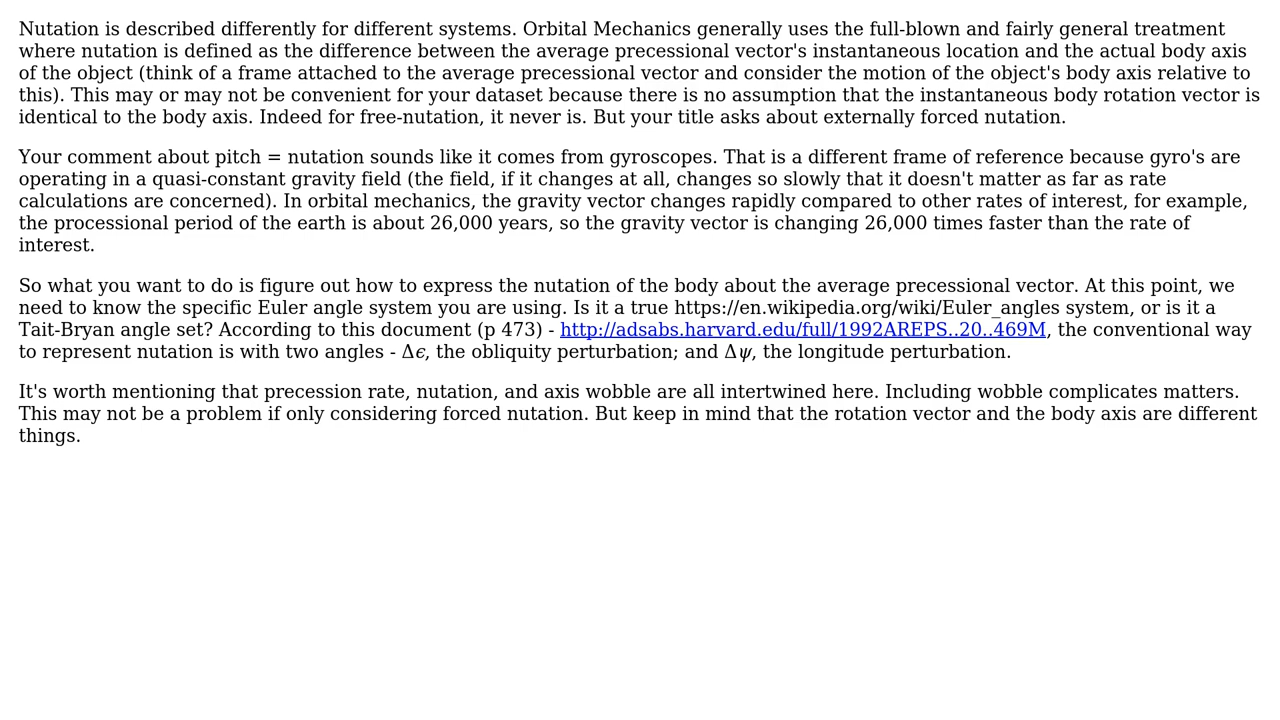 Nutation is described differently for different systems. Orbital Mechanics generally uses the full-blown and fairly general treatment
where nutation is defined as the difference between the average precessional vector's instantaneous location and the actual body axis
of the object (think of a frame attached to the average precessional vector and consider the motion of the object's body axis relative to
this). This may or may not be convenient for your dataset because there is no assumption that the instantaneous body rotation vector is
identical to the body axis. Indeed for free-nutation, it never is. But your title asks about externally forced nutation.
Your comment about pitch = nutation sounds like it comes from gyroscopes. That is a different frame of reference because gyro's are
operating in a quasi-constant gravity field (the field, if it changes at all, changes so slowly that it doesn't matter as far as rate
calculations are concerned). In orbital mechanics, the gravity vector changes rapidly compared to other rates of interest, for example,
the processional period of the earth is about 26,000 years, so the gravity vector is changing 26,000 times faster than the rate of
interest.
So what you want to do is figure out how to express the nutation of the body about the average precessional vector. At this point, we
need to know the specific Euler angle system you are using. Is it a true https://en.wikipedia.org/wiki/Euler_angles system, or is it a
Tait-Bryan angle set? According to this document (p 473) - http://adsabs.harvard.edu/full/1992AREPS..20..469M, the conventional way
to represent nutation is with two angles - Δϵ, the obliquity perturbation; and Δψ, the longitude perturbation.
It's worth mentioning that precession rate, nutation, and axis wobble are all intertwined here. Including wobble complicates matters.
This may not be a problem if only considering forced nutation. But keep in mind that the rotation vector and the body axis are different
things.